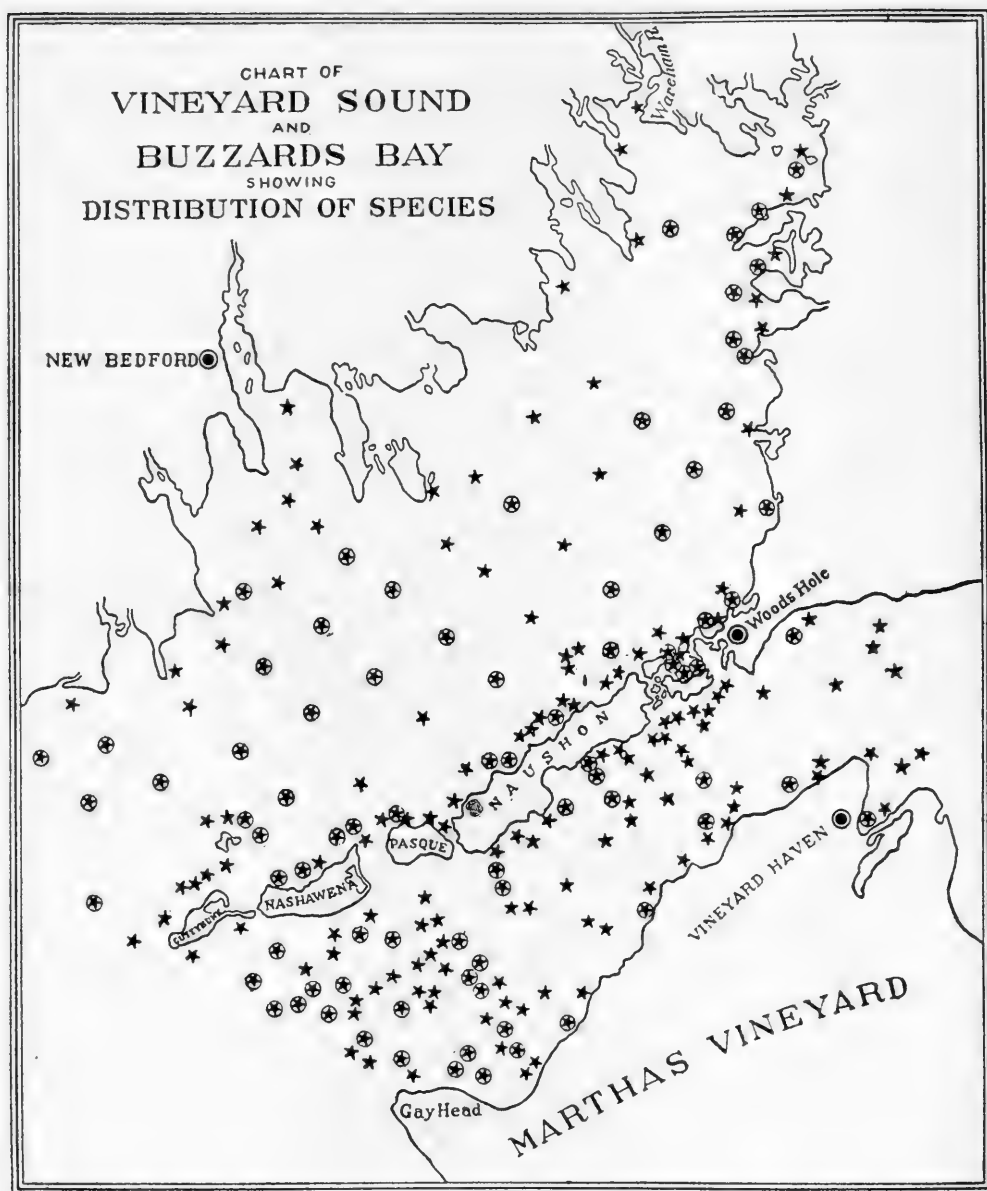 CHART OF
VINEYARD SOUND
AND
BUZZARDS BAY
SHOWING
DISTRIBUTION OF SPECIES
Wareham R.
NEW BEDFORD
Woods Hole
NAUSHON
PASQUE
NASHAWENA
CUTTYHUNK
VINEYARD HAVEN
MARTHAS VINEYARD
Gay Head